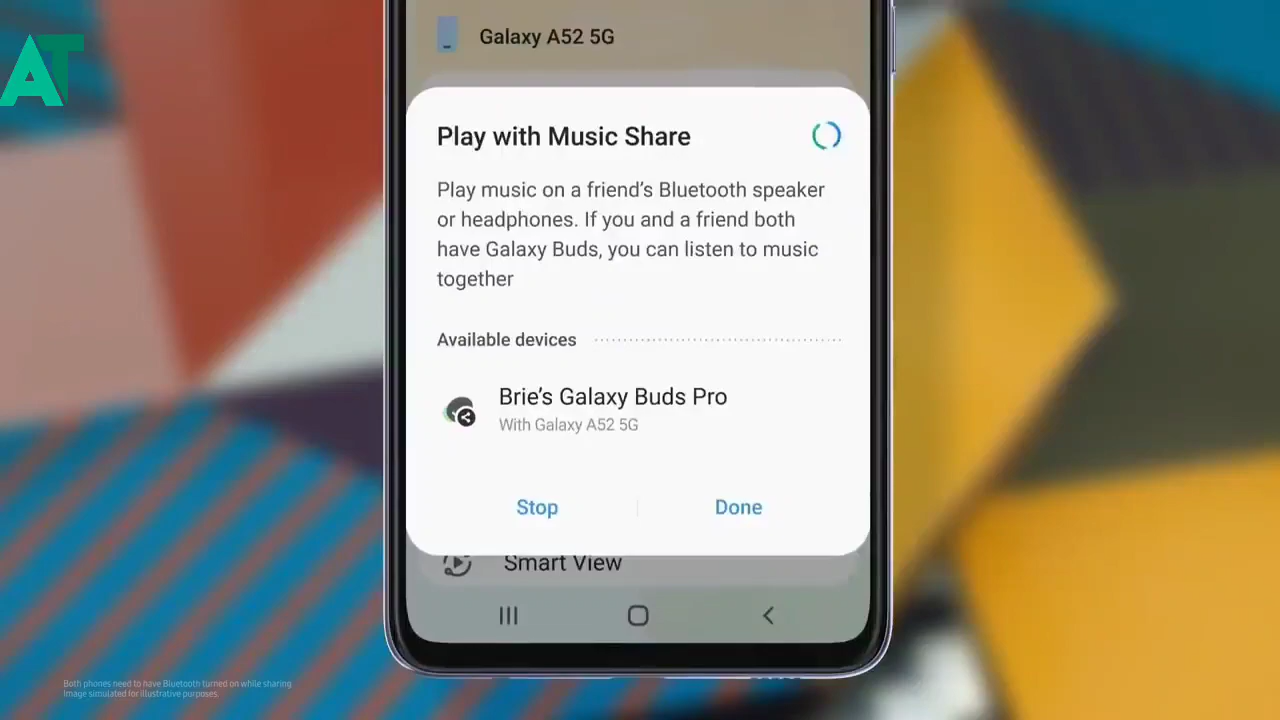 AT
Galaxy A52 5G
Play with Music Share
Play music on a friend's Bluetooth speaker
or headphones. If you and a friend both
have Galaxy Buds, you can listen to music
together
Available devices
Brie's Galaxy Buds Pro
With Galaxy A52 5G
Stop
Done
Smart View
Both phones need to have Bluetooth turned on while sharing
Image simulated for illustrative purposes.